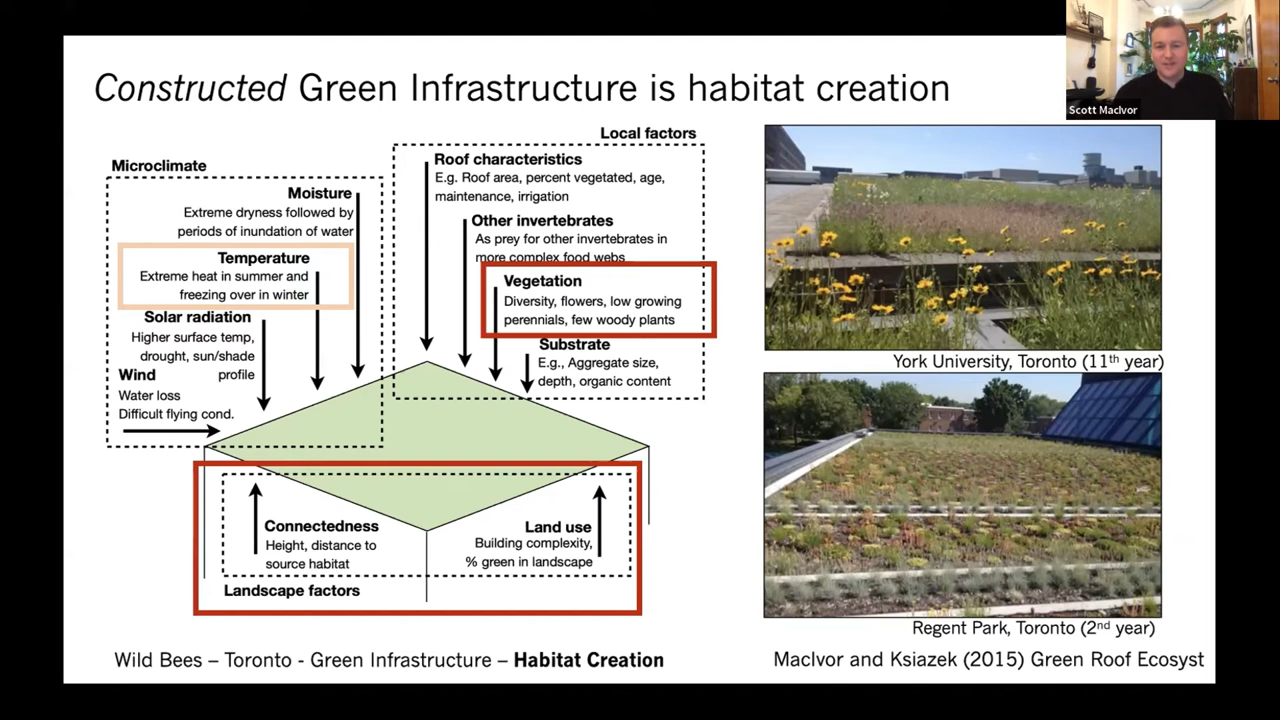 Constructed Green Infrastructure is habitat creation
Scott MacIvor
Microclimate
Moisture
Extreme dryness followed by
periods of inundation of water
Temperature
Extreme heat in summer and
freezing over in winter
Solar radiation
Higher surface temp,
drought, sun/shade
profile
Wind
Water loss
Difficult flying cond.
Local factors
Roof characteristics
E.g. Roof area, percent vegetated, age,
maintenance, irrigation
Other invertebrates
As prey for other invertebrates in
more complex food webs
Vegetation
Diversity, flowers, low growing
perennials, few woody plants
Substrate
E.g., Aggregate size,
depth, organic content
Connectedness
Height, distance to
source habitat
Land use
Building complexity,
% green in landscape
Landscape factors
York University, Toronto (11th year)
Regent Park, Toronto (2nd year)
Wild Bees – Toronto - Green Infrastructure – Habitat Creation
MacIvor and Ksiazek (2015) Green Roof Ecosyst